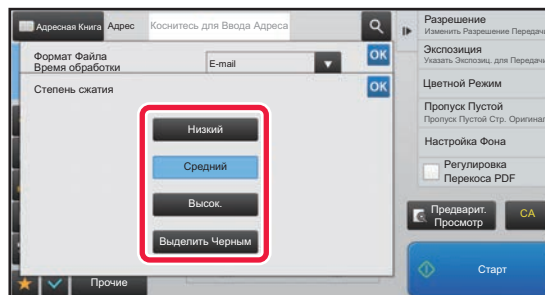 Адресная Книга
Адрес
Коснитесь для Ввода Адреса
Формат Файла
Время обработки
E-mail
OK
Степень сжатия
OK
Низкий
Средний
Высок.
Выделить Черным
Прочие
Разрешение
Изменить Разрешение Передачи
Экспозиция
Указать Экспозиц. для Передачи
Цветной Режим
Пропуск Пустой
Пропуск Пустой Стр. Оригинал
Настройка Фона
Регулировка
Перекоса PDF
Предварит.
Просмотр
CA
Старт